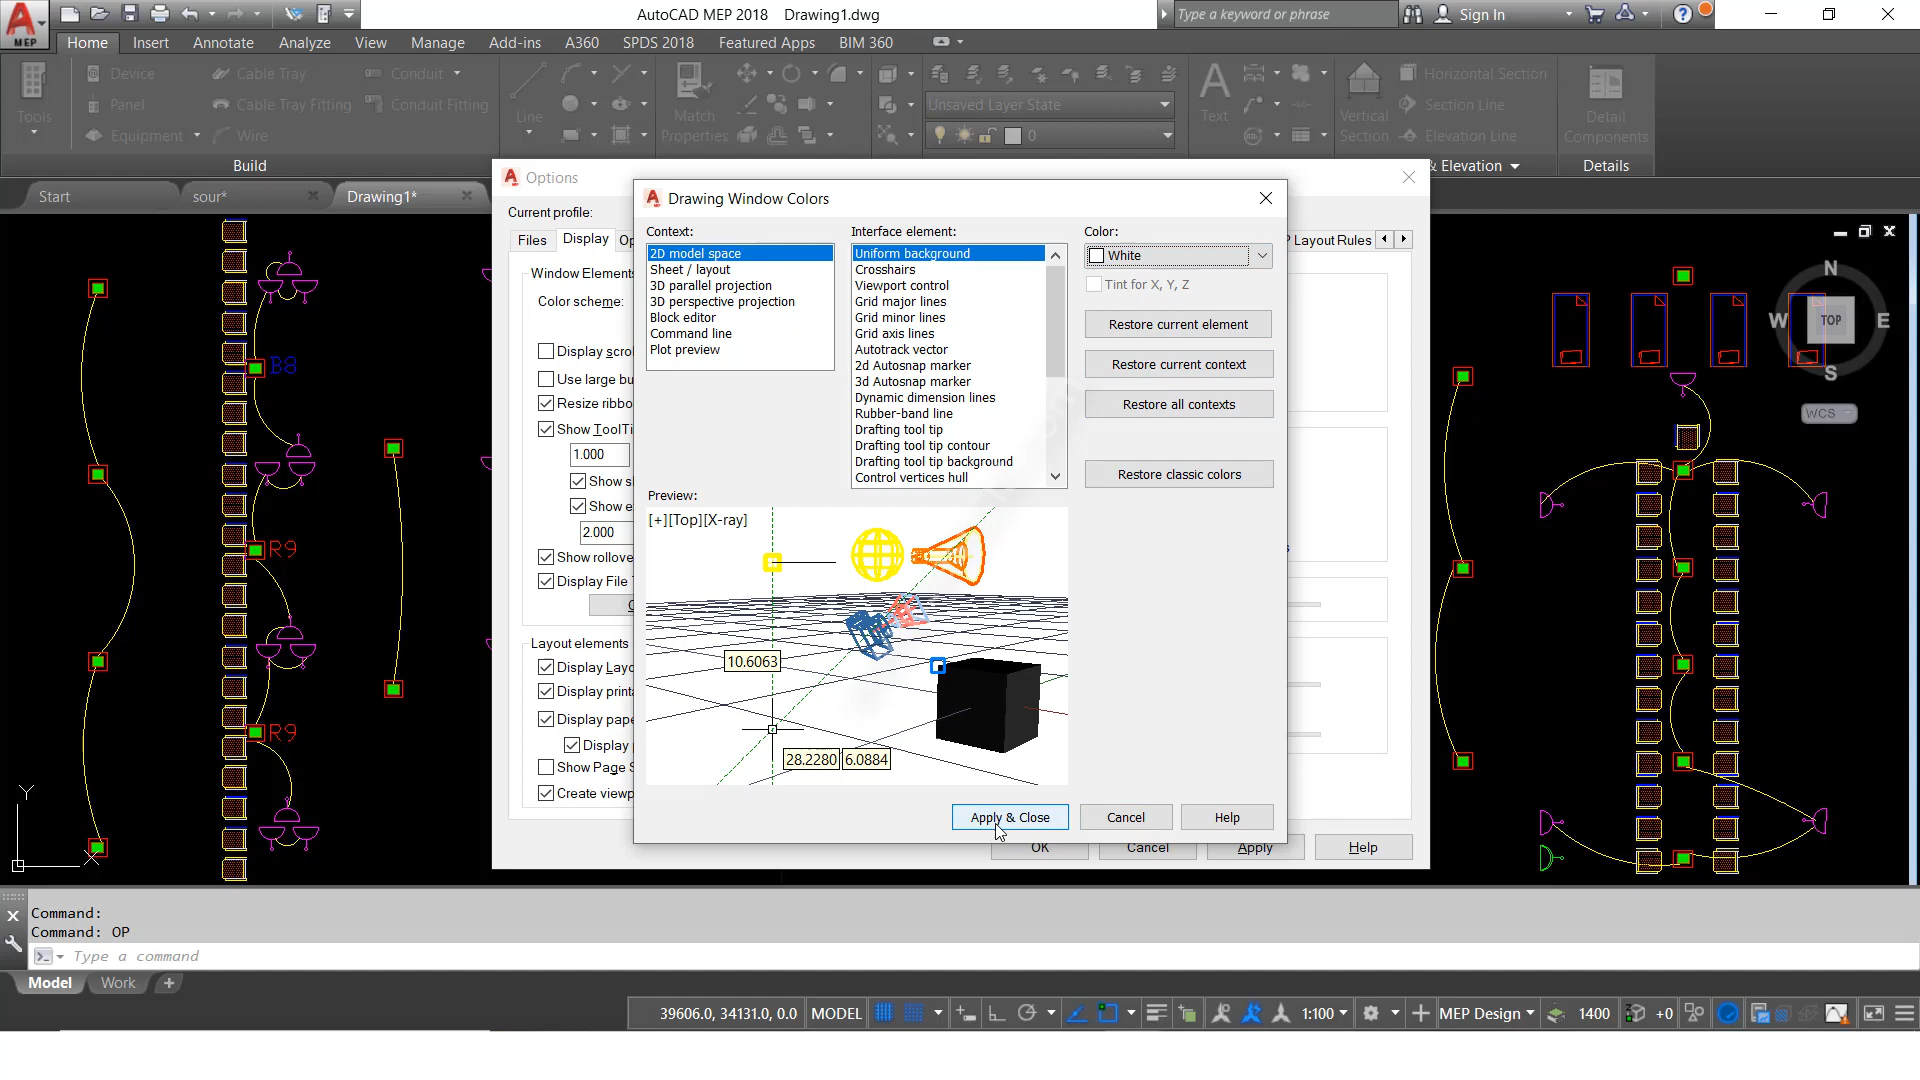 AutoCAD MEP 2018 Drawing1.dwg
Type a keyword or phrase
Sign In
MEP
Home Insert Annotate Analyze View Manage Add-ins A360 SPDS 2018 Featured Apps BIM 360
Tools
Device
Panel
Equipment
Cable Tray
Cable Tray Fitting
Wire
Conduit
Conduit Fitting
Build
Line
Match
Properties
Unsaved Layer State
0
Text
Vertical
Section
Horizontal Section
Section Line
Elevation Line
& Elevation
Detail
Components
Details
Start
sour*
Drawing1*
Options
Current profile:
Files
Display
Layout Rules
Window Elements
Color scheme:
Use large bu
Resize ribbo
Show ToolTi
1.000
2.000
Show rollove
Display File T
Layout elements
Display Layo
Display printa
Display pape
Show Page S
Create viewp
OK
Cancel
Apply
Help
Drawing Window Colors
Context:
2D model space
Sheet / layout
3D parallel projection
3D perspective projection
Block editor
Command line
Plot preview
Interface element:
Uniform background
Crosshairs
Viewport control
Grid major lines
Grid minor lines
Grid axis lines
Autotrack vector
2d Autosnap marker
3d Autosnap marker
Dynamic dimension lines
Rubber-band line
Drafting tool tip
Drafting tool tip contour
Drafting tool tip background
Control vertices hull
Color:
White
Tint for X, Y, Z
Restore current element
Restore current context
Restore all contexts
Restore classic colors
Preview:
[+][Top][X-ray]
10.6063
28.2280 6.0884
Apply & Close
Cancel
Help
B8
R9
R9
Y
X
N
W TOP E
S
WCS
Command:
Command: OP
Type a command
Model Work
39606.0, 34131.0, 0.0 MODEL 1:100 MEP Design 1400 +0